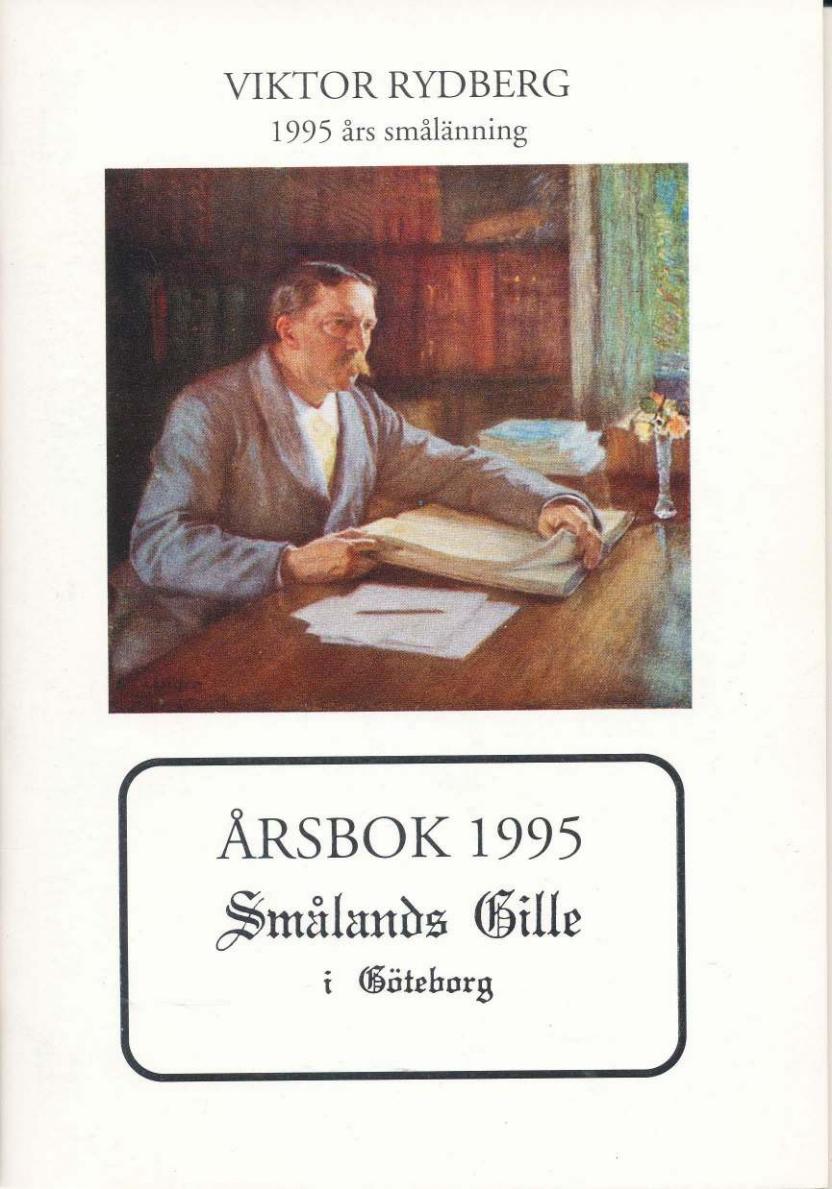 VIKTOR RYDBERG
1995 års smålänning
ÅRSBOK 1995
Smålands Gille
i Göteborg